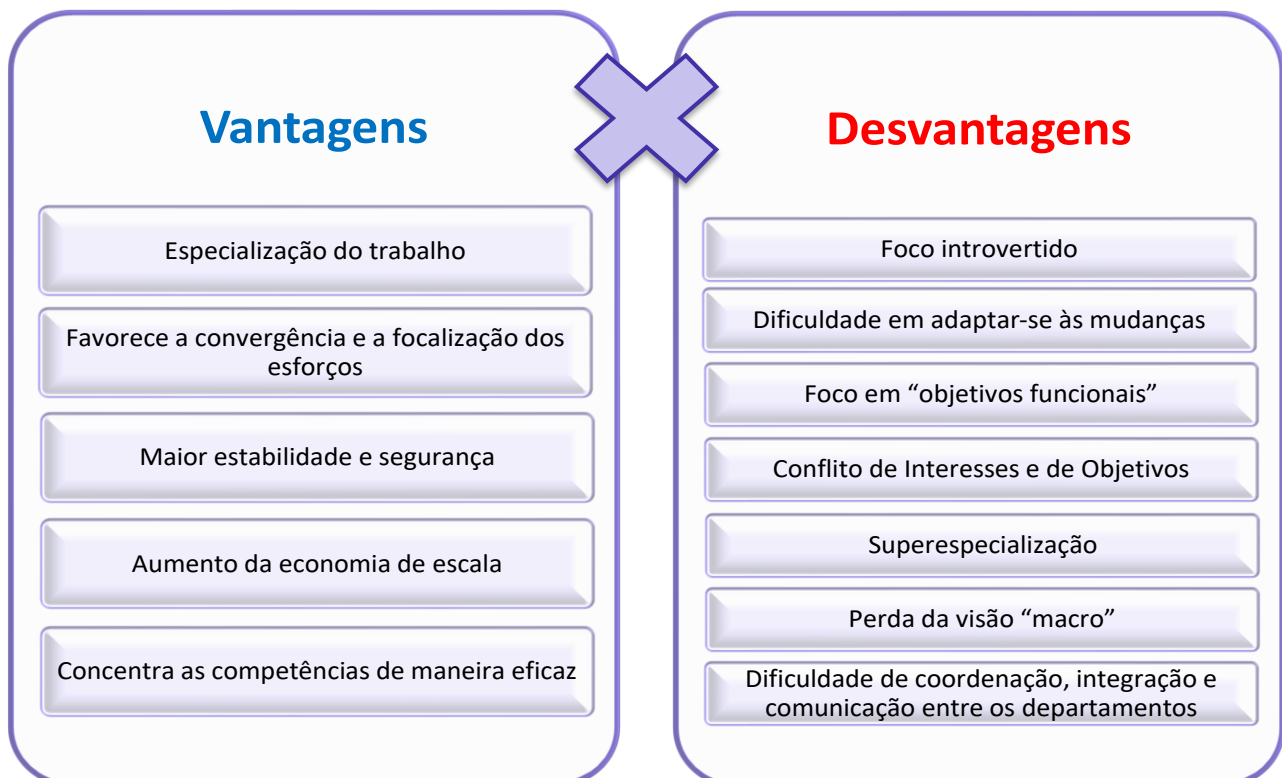 Vantagens
Especialização do trabalho
Favorece a convergência e a focalização dos
esforços
Maior estabilidade e segurança
Aumento da economia de escala
Concentra as competências de maneira eficaz
Desvantagens
Foco introvertido
Dificuldade em adaptar-se às mudanças
Foco em “objetivos funcionais”
Conflito de Interesses e de Objetivos
Superespecialização
Perda da visão “macro”
Dificuldade de coordenação, integração e
comunicação entre os departamentos